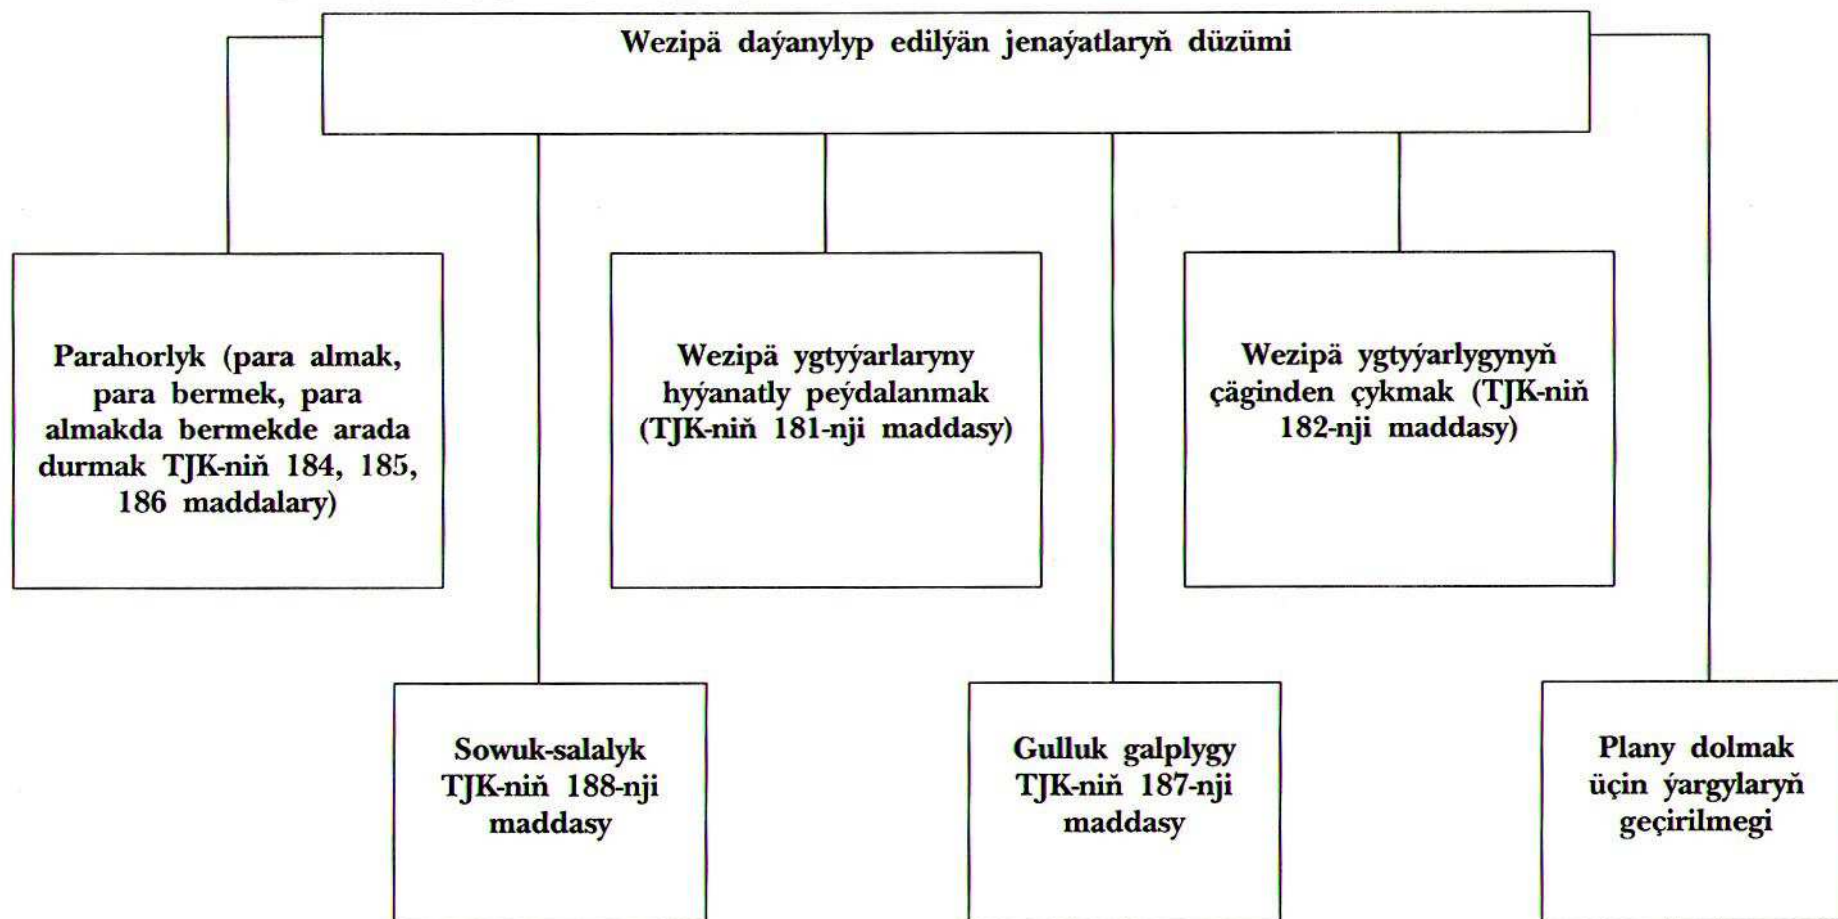 Wezipä daýanylyp edilýän jenaýatlaryň düzümi
Parahorlyk (para almak,
para bermek, para
almakda bermekde arada
durmak TJK-niň 184, 185,
186 maddalary)
Wezipä ygtyýarlaryny
hyýanatly peýdalanmak
(TJK-niň 181-nji maddasy)
Wezipä ygtyýarlygynyň
çäginden çykmak (TJK-niň
182-nji maddasy)
Sowuk-salalyk
TJK-niň 188-nji
maddasy
Gulluk galplygy
TJK-niň 187-nji
maddasy
Plany dolmak
üçin ýargylaryň
geçirilmegi